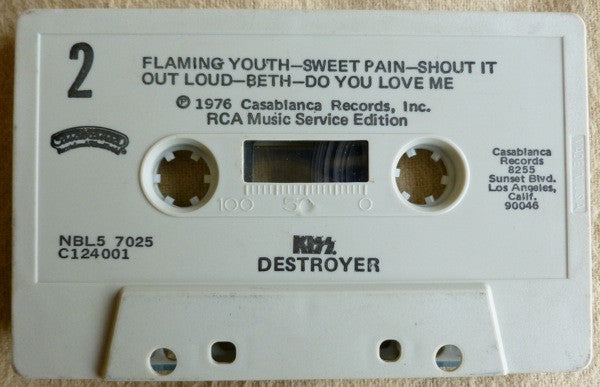 2
FLAMING YOUTH—SWEET PAIN—SHOUT IT
OUT LOUD—BETH—DO YOU LOVE ME
℗ 1976 Casablanca Records, Inc.
RCA Music Service Edition
Casablanca
Records
8255
Sunset Blvd.
Los Angeles,
Calif.
90046
100 50 0
NBL5 7025
C124001
KISS
DESTROYER